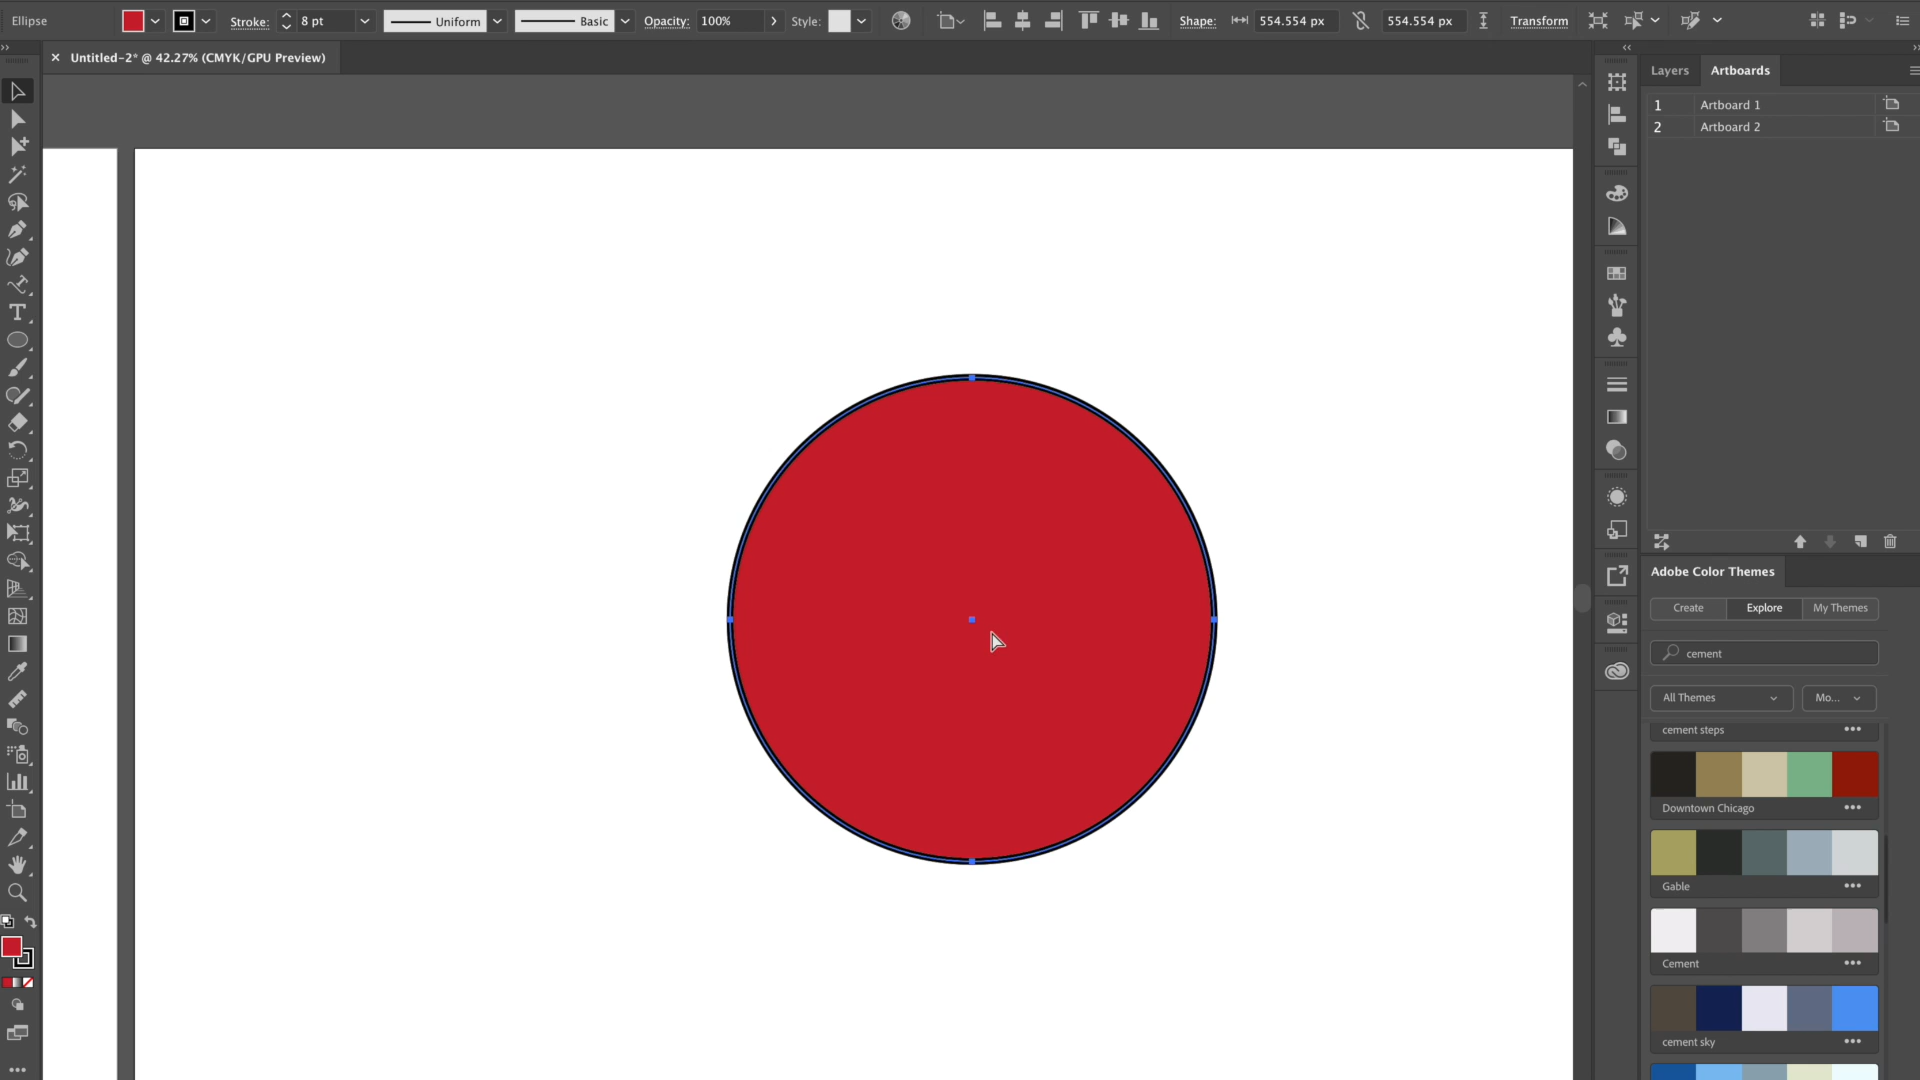 Ellipse Stroke: 8 pt Uniform Basic Opacity: 100% Style: Shape: 554.554 px 554.554 px Transform
Untitled-2* @ 42.27% (CMYK/GPU Preview)
Layers Artboards
1 Artboard 1
2 Artboard 2
Adobe Color Themes
Create Explore My Themes
cement
All Themes Mo...
cement steps
Downtown Chicago
Gable
Cement
cement sky